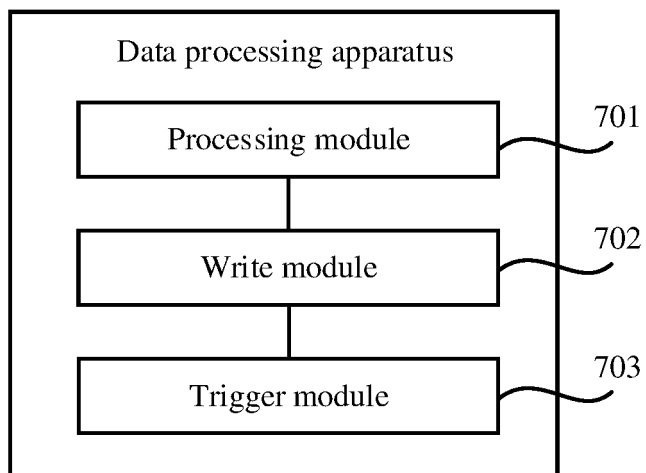 Data processing apparatus
Processing module
701
Write module
702
Trigger module
703